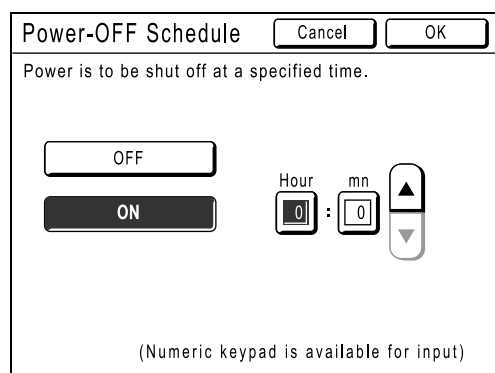 Power-OFF Schedule Cancel OK
Power is to be shut off at a specified time.
OFF
ON
Hour mn
0 : 0
(Numeric keypad is available for input)